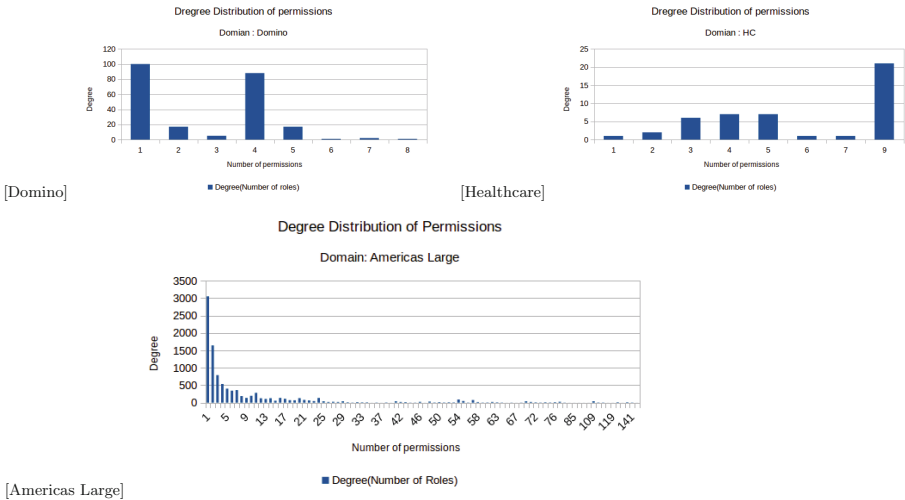 Dregree Distribution of permissions
Domian : Domino
120
100
80
60
40
20
0
Degree
1 2 3 4 5 6 7 8
Number of permissions
Degree(Number of roles)
[Domino]
Dregree Distribution of permissions
Domian : HC
25
20
15
10
5
0
Degree
1 2 3 4 5 6 7 9
Number of permissions
Degree(Number of roles)
[Healthcare]
Degree Distribution of Permissions
Domain: Americas Large
3500
3000
2500
2000
1500
1000
500
0
Degree
1 5 9 13 17 21 25 29 33 37 42 46 50 54 58 63 67 72 76 85 109 119 141
Number of permissions
Degree(Number of Roles)
[Americas Large]